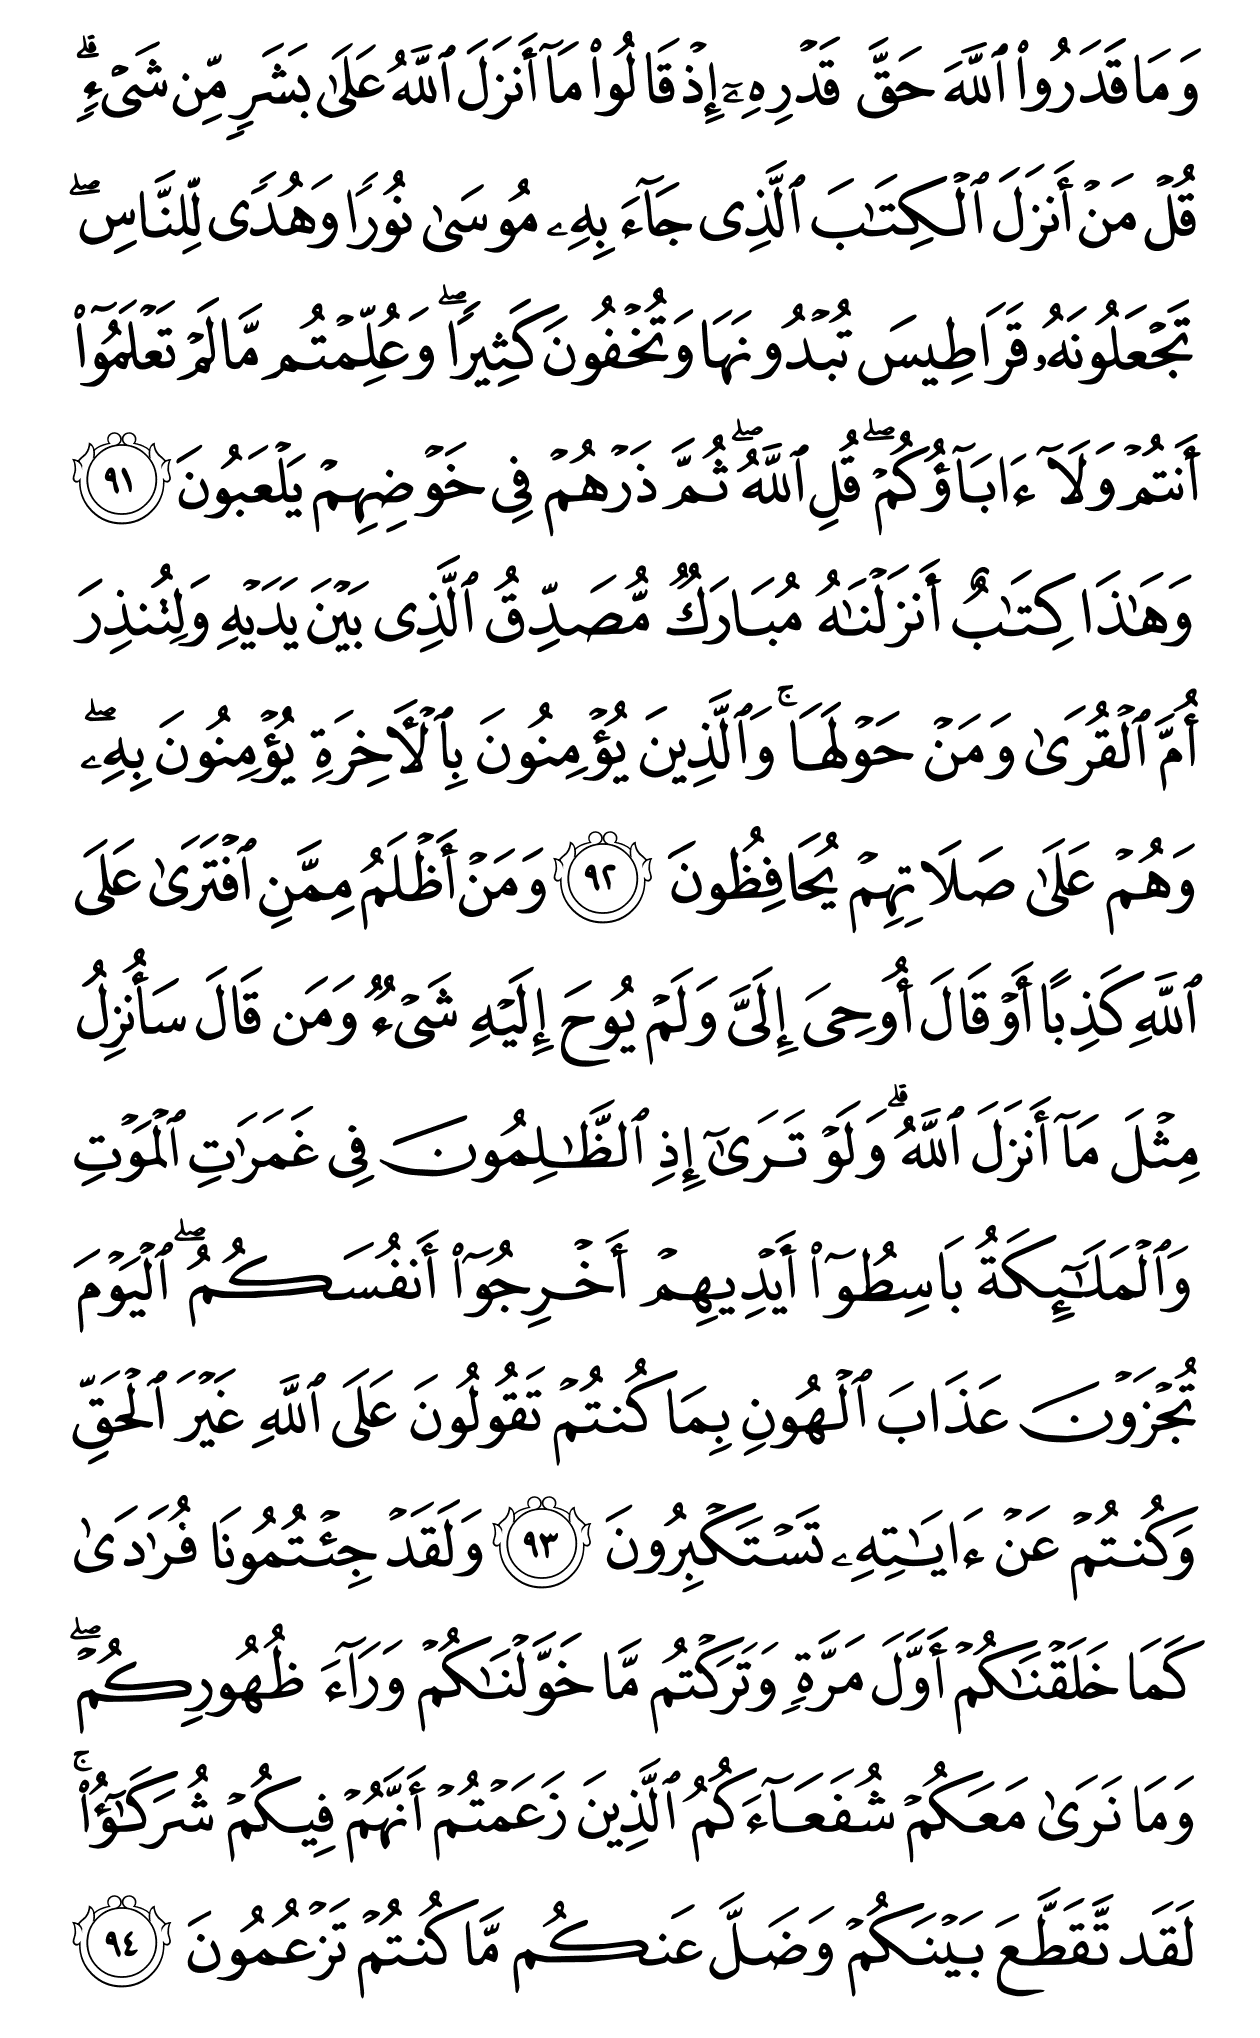 وَمَا قَدَرُوا۟ ٱللَّهَ حَقَّ قَدْرِهِۦٓ إِذْ قَالُوا۟ مَآ أَنزَلَ ٱللَّهُ عَلَىٰ بَشَرٍ مِّن شَىْءٍ ۗ
قُلْ مَنْ أَنزَلَ ٱلْكِتَـٰبَ ٱلَّذِى جَآءَ بِهِۦ مُوسَىٰ نُورًا وَهُدًى لِّلنَّاسِ ۖ
تَجْعَلُونَهُۥ قَرَاطِيسَ تُبْدُونَهَا وَتُخْفُونَ كَثِيرًا ۖ وَعُلِّمْتُم مَّا لَمْ تَعْلَمُوٓا۟
أَنتُمْ وَلَآ ءَابَآؤُكُمْ ۖ قُلِ ٱللَّهُ ۖ ثُمَّ ذَرْهُمْ فِى خَوْضِهِمْ يَلْعَبُونَ ٩١
وَهَـٰذَا كِتَـٰبٌ أَنزَلْنَـٰهُ مُبَارَكٌ مُّصَدِّقُ ٱلَّذِى بَيْنَ يَدَيْهِ وَلِتُنذِرَ
أُمَّ ٱلْقُرَىٰ وَمَنْ حَوْلَهَا ۚ وَٱلَّذِينَ يُؤْمِنُونَ بِٱلْـَٔاخِرَةِ يُؤْمِنُونَ بِهِۦ ۖ
وَهُمْ عَلَىٰ صَلَاتِهِمْ يُحَافِظُونَ ٩٢ وَمَنْ أَظْلَمُ مِمَّنِ ٱفْتَرَىٰ عَلَى
ٱللَّهِ كَذِبًا أَوْ قَالَ أُوحِىَ إِلَىَّ وَلَمْ يُوحَ إِلَيْهِ شَىْءٌ وَمَن قَالَ سَأُنزِلُ
مِثْلَ مَآ أَنزَلَ ٱللَّهُ ۗ وَلَوْ تَرَىٰٓ إِذِ ٱلظَّـٰلِمُونَ فِى غَمَرَٰتِ ٱلْمَوْتِ
وَٱلْمَلَـٰٓئِكَةُ بَاسِطُوٓا۟ أَيْدِيهِمْ أَخْرِجُوٓا۟ أَنفُسَكُمُ ۖ ٱلْيَوْمَ
تُجْزَوْنَ عَذَابَ ٱلْهُونِ بِمَا كُنتُمْ تَقُولُونَ عَلَى ٱللَّهِ غَيْرَ ٱلْحَقِّ
وَكُنتُمْ عَنْ ءَايَـٰتِهِۦ تَسْتَكْبِرُونَ ٩٣ وَلَقَدْ جِئْتُمُونَا فُرَٰدَىٰ
كَمَا خَلَقْنَـٰكُمْ أَوَّلَ مَرَّةٍ وَتَرَكْتُم مَّا خَوَّلْنَـٰكُمْ وَرَآءَ ظُهُورِكُمْ ۖ
وَمَا نَرَىٰ مَعَكُمْ شُفَعَآءَكُمُ ٱلَّذِينَ زَعَمْتُمْ أَنَّهُمْ فِيكُمْ شُرَكَـٰٓؤُا۟ ۚ
لَقَد تَّقَطَّعَ بَيْنَكُمْ وَضَلَّ عَنكُم مَّا كُنتُمْ تَزْعُمُونَ ٩٤